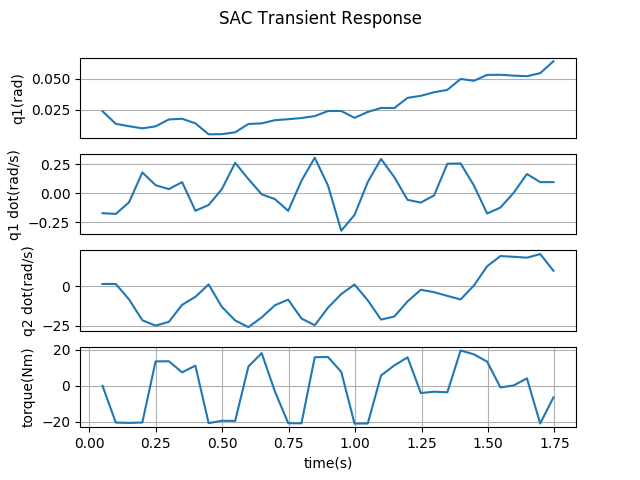 SAC Transient Response
q1(rad)
0.050
0.025
q1 dot(rad/s)
0.25
0.00
−0.25
q2 dot(rad/s)
0
−25
torque(Nm)
20
0
−20
0.00 0.25 0.50 0.75 1.00 1.25 1.50 1.75
time(s)